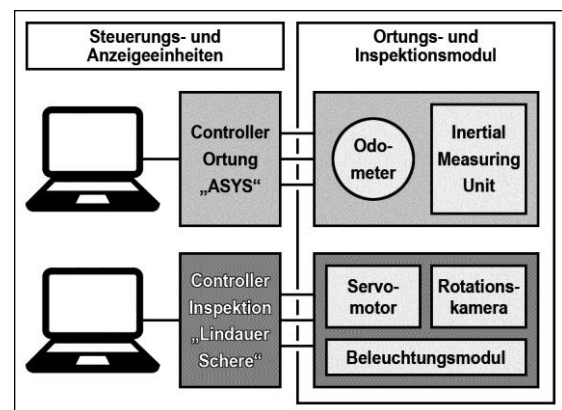 Steuerungs- und
Anzeigeeinheiten
Ortungs- und
Inspektionsmodul
Controller
Ortung
„ASYS“
Odo-
meter
Inertial
Measuring
Unit
Controller
Inspektion
„Lindauer
Schere“
Servo-
motor
Rotations-
kamera
Beleuchtungsmodul